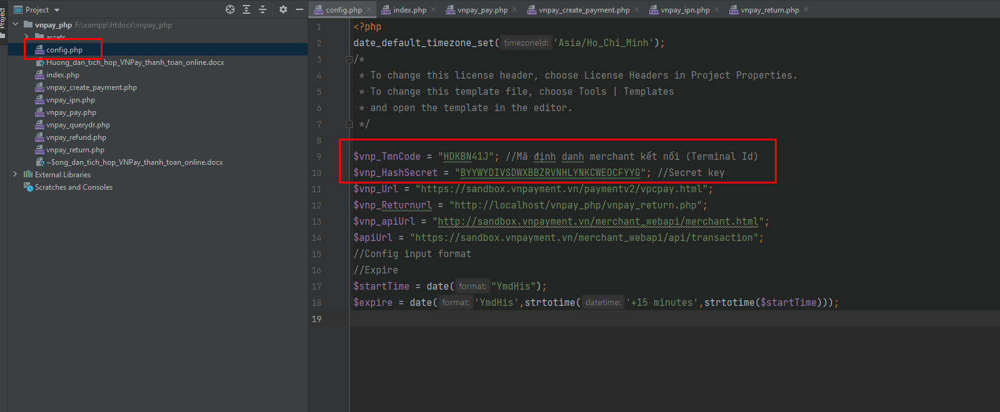 Project
Project
vnpay_php F:\xampp\htdocs\vnpay_php
assets
config.php
Huong_dan_tich_hop_VNPay_thanh_toan_online.docx
index.php
vnpay_create_payment.php
vnpay_ipn.php
vnpay_pay.php
vnpay_querydr.php
vnpay_refund.php
vnpay_return.php
~$ong_dan_tich_hop_VNPay_thanh_toan_online.docx
External Libraries
Scratches and Consoles
config.php index.php vnpay_pay.php vnpay_create_payment.php vnpay_ipn.php vnpay_return.php
1 <?php
2 date_default_timezone_set( timezoneId: 'Asia/Ho_Chi_Minh');
3 /*
4 * To change this license header, choose License Headers in Project Properties.
5 * To change this template file, choose Tools | Templates
6 * and open the template in the editor.
7 */
8
9 $vnp_TmnCode = "HDKBN41J"; //Mã định danh merchant kết nối (Terminal Id)
10 $vnp_HashSecret = "BYYWYDIVSDWXBBZRVNHLYNKCWEOCFYYG"; //Secret key
11 $vnp_Url = "https://sandbox.vnpayment.vn/paymentv2/vpcpay.html";
12 $vnp_Returnurl = "http://localhost/vnpay_php/vnpay_return.php";
13 $vnp_apiUrl = "http://sandbox.vnpayment.vn/merchant_webapi/merchant.html";
14 $apiUrl = "https://sandbox.vnpayment.vn/merchant_webapi/api/transaction";
15 //Config input format
16 //Expire
17 $startTime = date( format: "YmdHis");
18 $expire = date( format: 'YmdHis',strtotime( datetime: '+15 minutes',strtotime($startTime)));
19